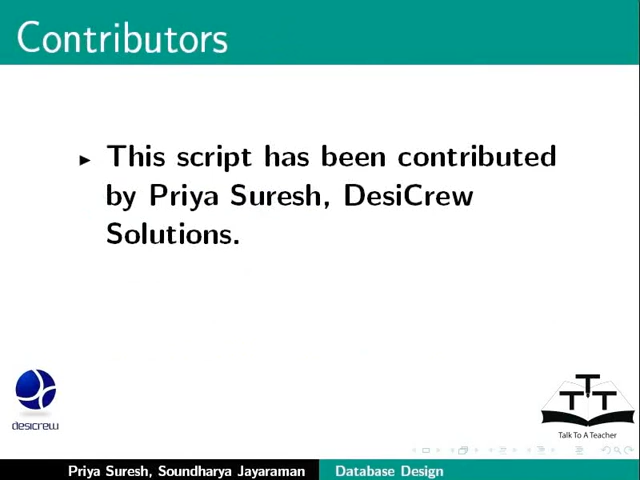 Contributors
This script has been contributed
by Priya Suresh, DesiCrew
Solutions.
desicrew
T T T
Talk To A Teacher
Priya Suresh, Soundharya Jayaraman Database Design